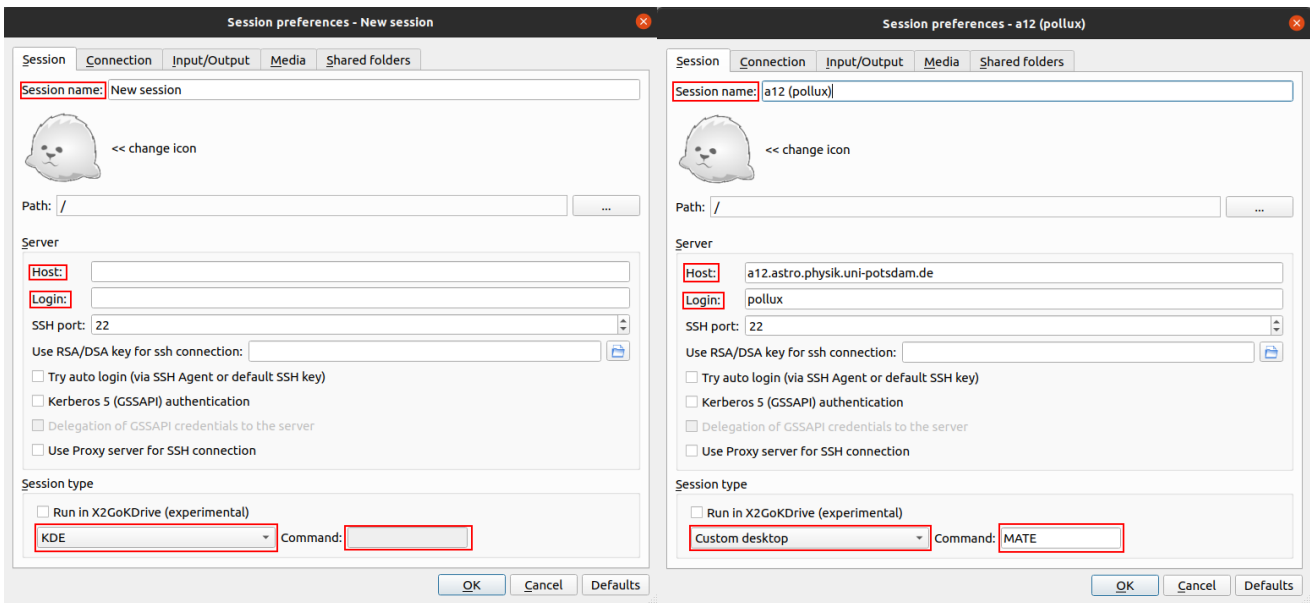 Session preferences - New session
Session Connection Input/Output Media Shared folders
Session name: New session
<< change icon
Path: / ...
Server
Host:
Login:
SSH port: 22
Use RSA/DSA key for ssh connection:
Try auto login (via SSH Agent or default SSH key)
Kerberos 5 (GSSAPI) authentication
Delegation of GSSAPI credentials to the server
Use Proxy server for SSH connection
Session type
Run in X2GoKDrive (experimental)
KDE Command:
OK Cancel Defaults
Session preferences - a12 (pollux)
Session Connection Input/Output Media Shared folders
Session name: a12 (pollux)
<< change icon
Path: / ...
Server
Host: a12.astro.physik.uni-potsdam.de
Login: pollux
SSH port: 22
Use RSA/DSA key for ssh connection:
Try auto login (via SSH Agent or default SSH key)
Kerberos 5 (GSSAPI) authentication
Delegation of GSSAPI credentials to the server
Use Proxy server for SSH connection
Session type
Run in X2GoKDrive (experimental)
Custom desktop Command: MATE
OK Cancel Defaults